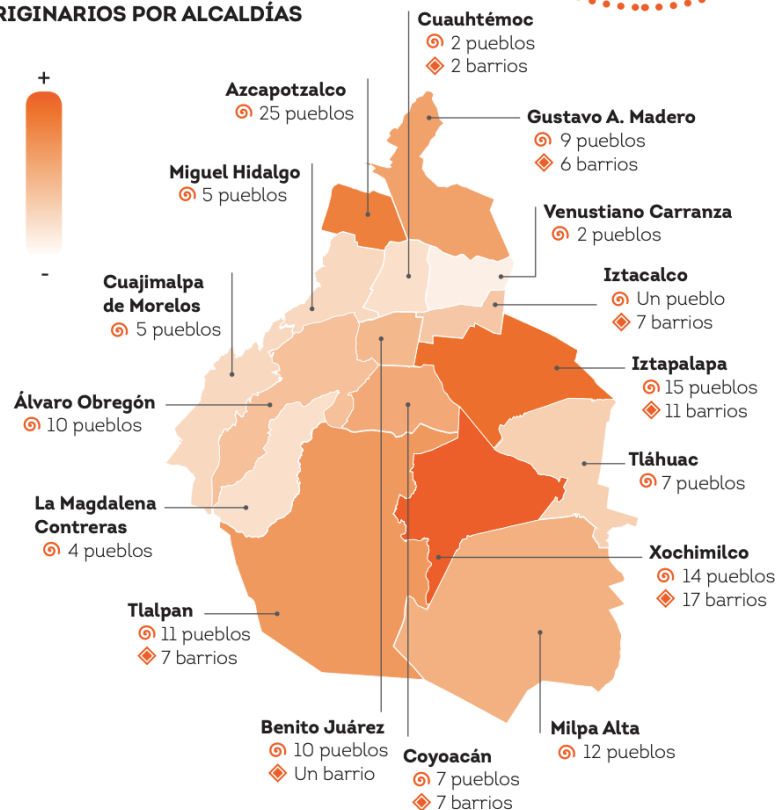 RIGINARIOS POR ALCALDÍAS
+
-
Cuauhtémoc
2 pueblos
2 barrios
Azcapotzalco
25 pueblos
Gustavo A. Madero
9 pueblos
6 barrios
Miguel Hidalgo
5 pueblos
Venustiano Carranza
2 pueblos
Cuajimalpa
de Morelos
5 pueblos
Iztacalco
Un pueblo
7 barrios
Iztapalapa
15 pueblos
11 barrios
Álvaro Obregón
10 pueblos
Tláhuac
7 pueblos
La Magdalena
Contreras
4 pueblos
Xochimilco
14 pueblos
17 barrios
Tlalpan
11 pueblos
7 barrios
Benito Juárez
10 pueblos
Un barrio
Coyoacán
7 pueblos
7 barrios
Milpa Alta
12 pueblos